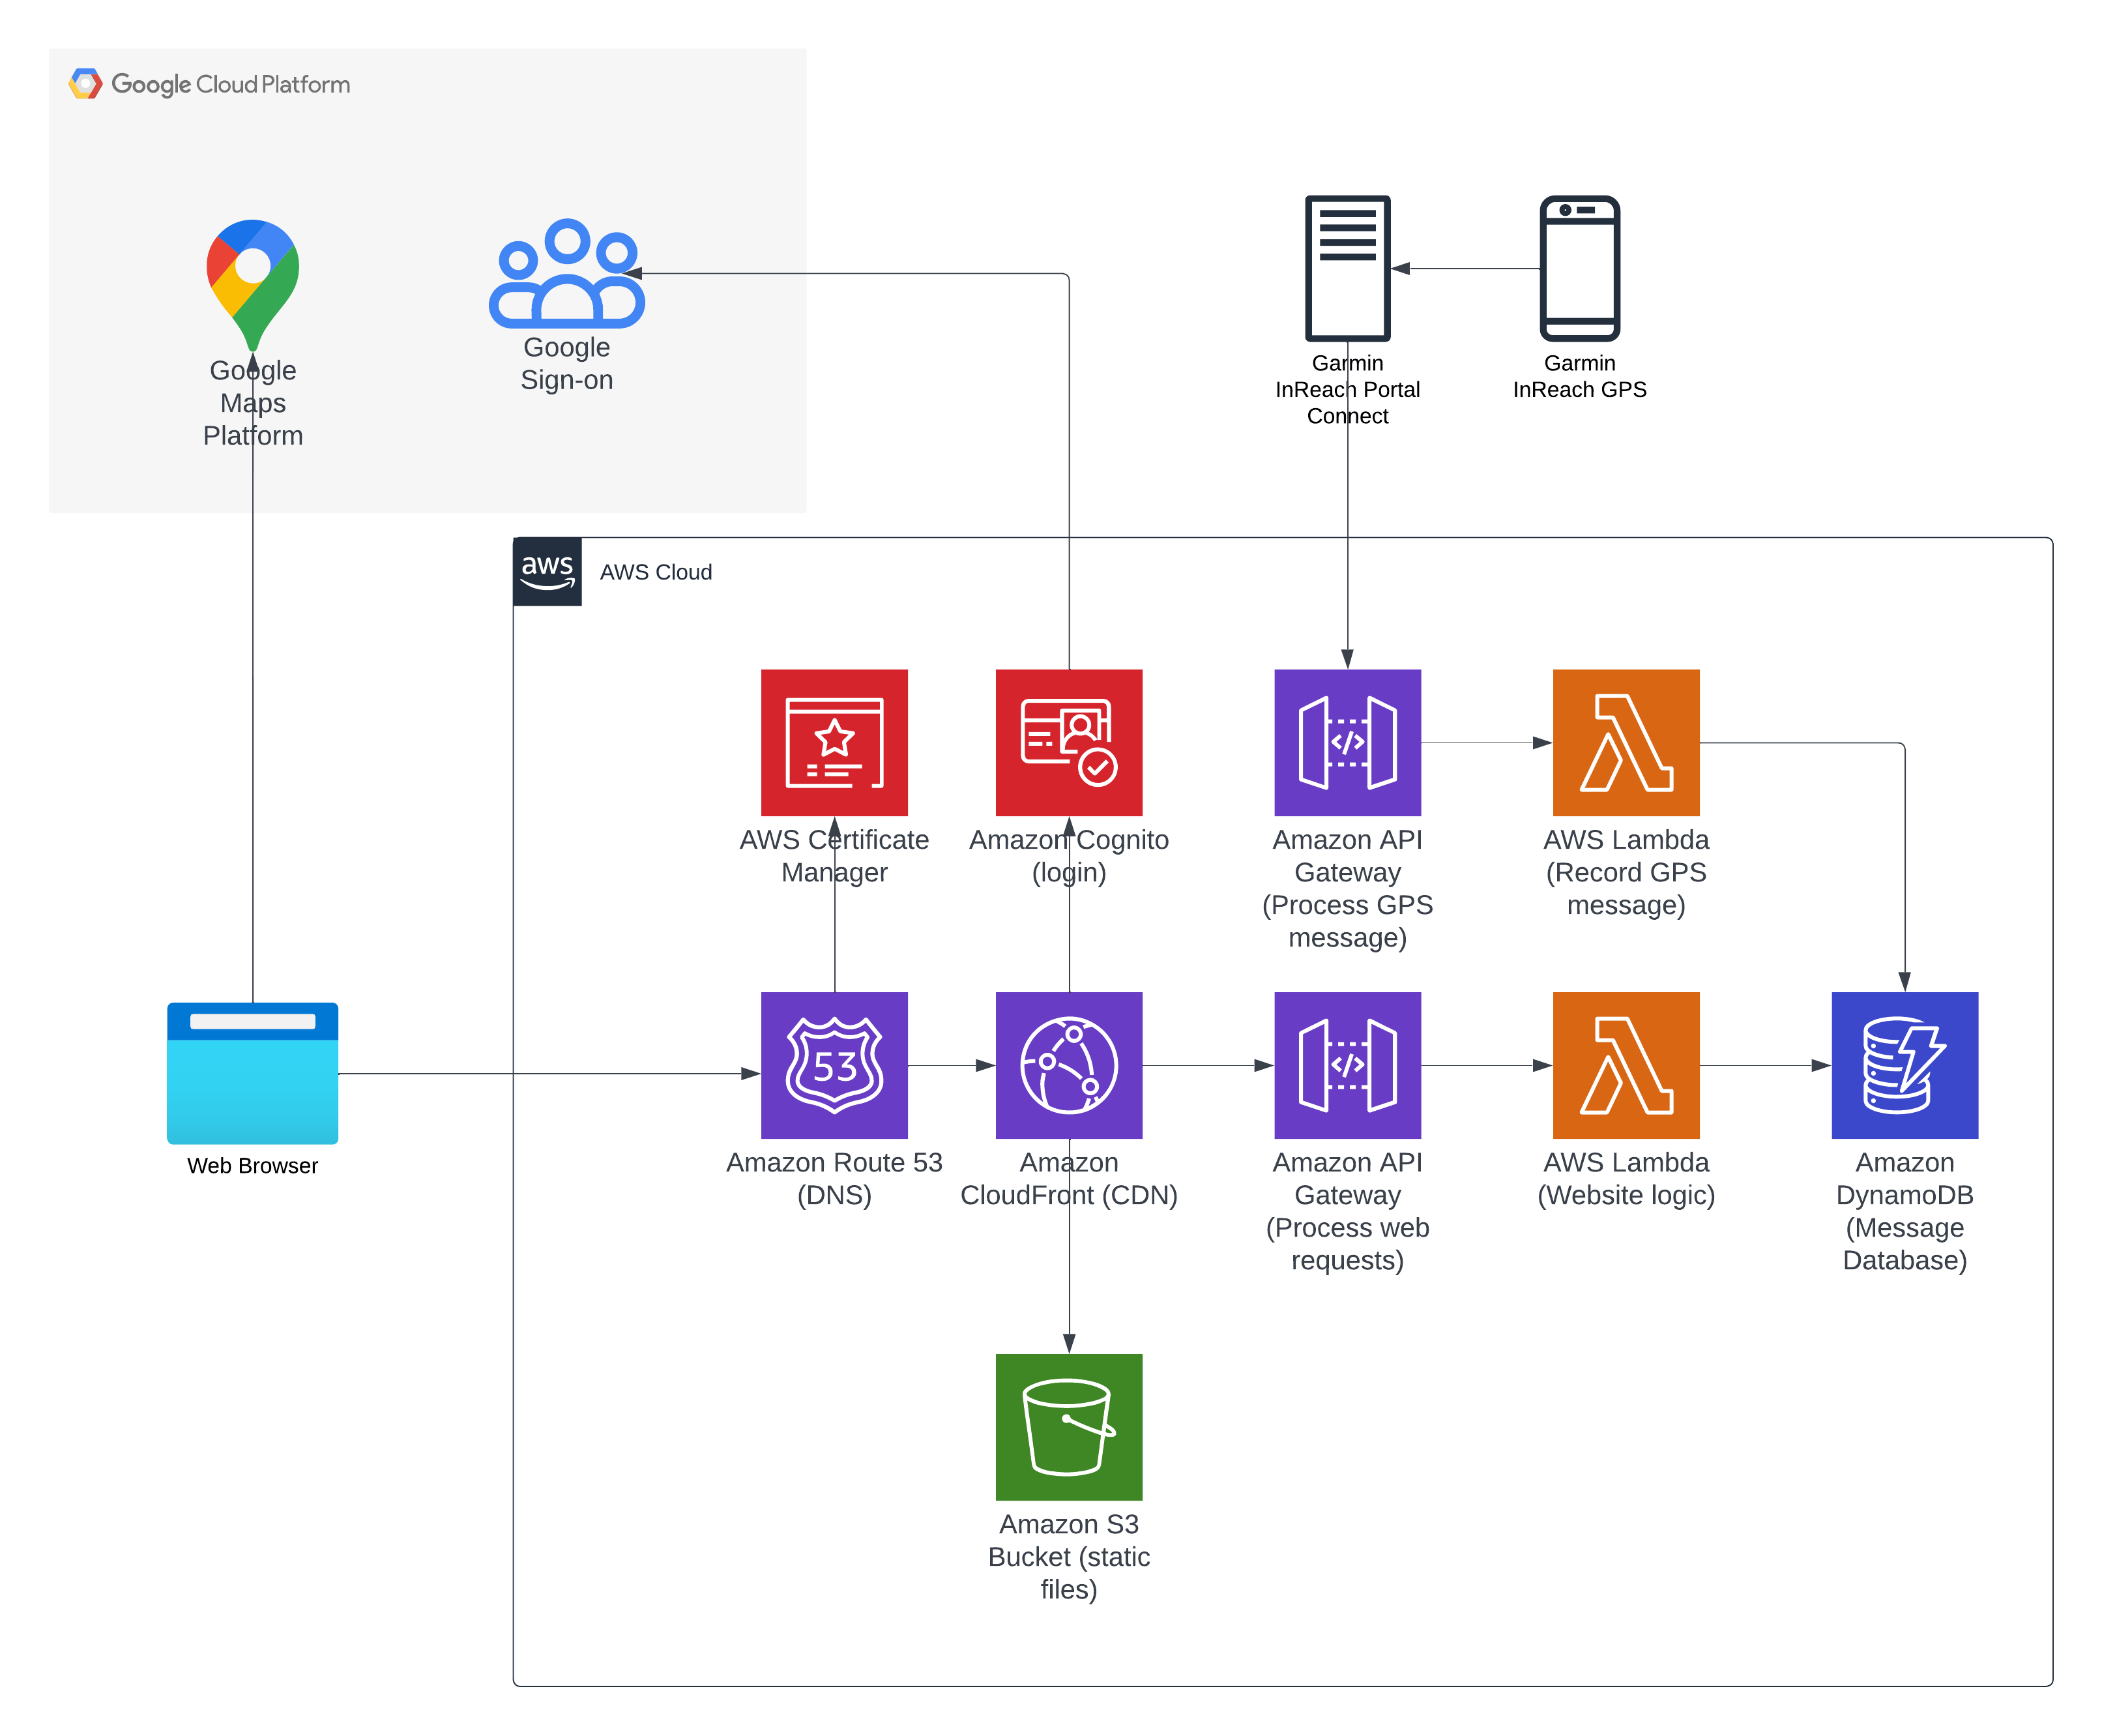 Google Cloud Platform
Google
Maps
Platform
Google
Sign-on
Garmin
InReach Portal
Connect
Garmin
InReach GPS
aws
AWS Cloud
AWS Certificate
Manager
Amazon Cognito
(login)
Amazon API
Gateway
(Process GPS
message)
AWS Lambda
(Record GPS
message)
Web Browser
53
Amazon Route 53
(DNS)
Amazon
CloudFront (CDN)
Amazon API
Gateway
(Process web
requests)
AWS Lambda
(Website logic)
Amazon
DynamoDB
(Message
Database)
Amazon S3
Bucket (static
files)